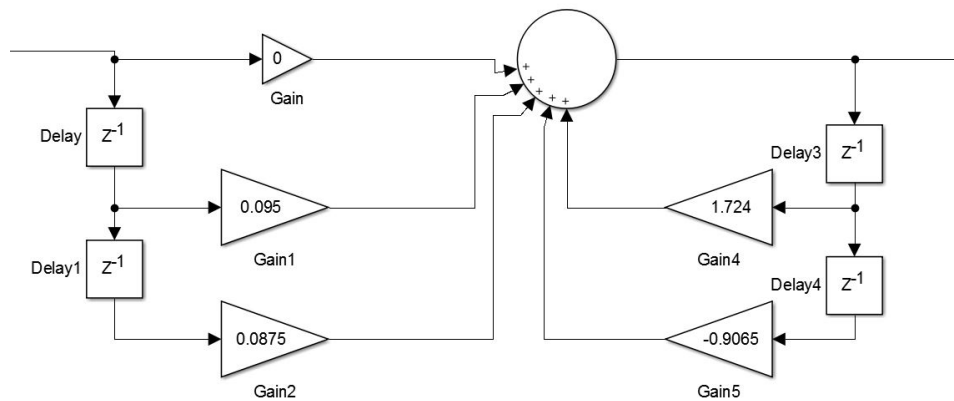 0
Gain
+
+
+
+
+
Delay
Z-1
Delay3
Z-1
0.095
Gain1
1.724
Gain4
Delay1
Z-1
Delay4
Z-1
0.0875
Gain2
-0.9065
Gain5